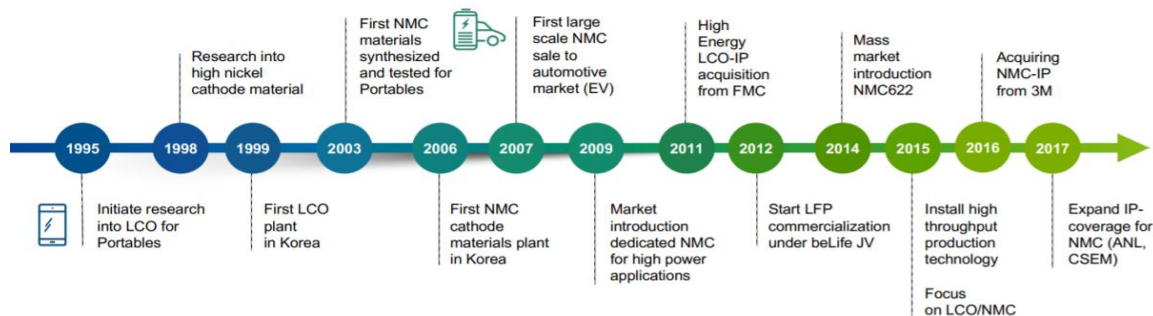 Research into
high nickel
cathode material
First NMC
materials
synthesized
and tested for
Portables
First large
scale NMC
sale to
automotive
market (EV)
High
Energy
LCO-IP
acquisition
from FMC
Mass
market
introduction
NMC622
Acquiring
NMC-IP
from 3M
1995
1998
1999
2003
2006
2007
2009
2011
2012
2014
2015
2016
2017
Initiate research
into LCO for
Portables
First LCO
plant
in Korea
First NMC
cathode
materials plant
in Korea
Market
introduction
dedicated NMC
for high power
applications
Start LFP
commercialization
under beLife JV
Install high
throughput
production
technology
Focus
on LCO/NMC
Expand IP-
coverage for
NMC (ANL,
CSEM)